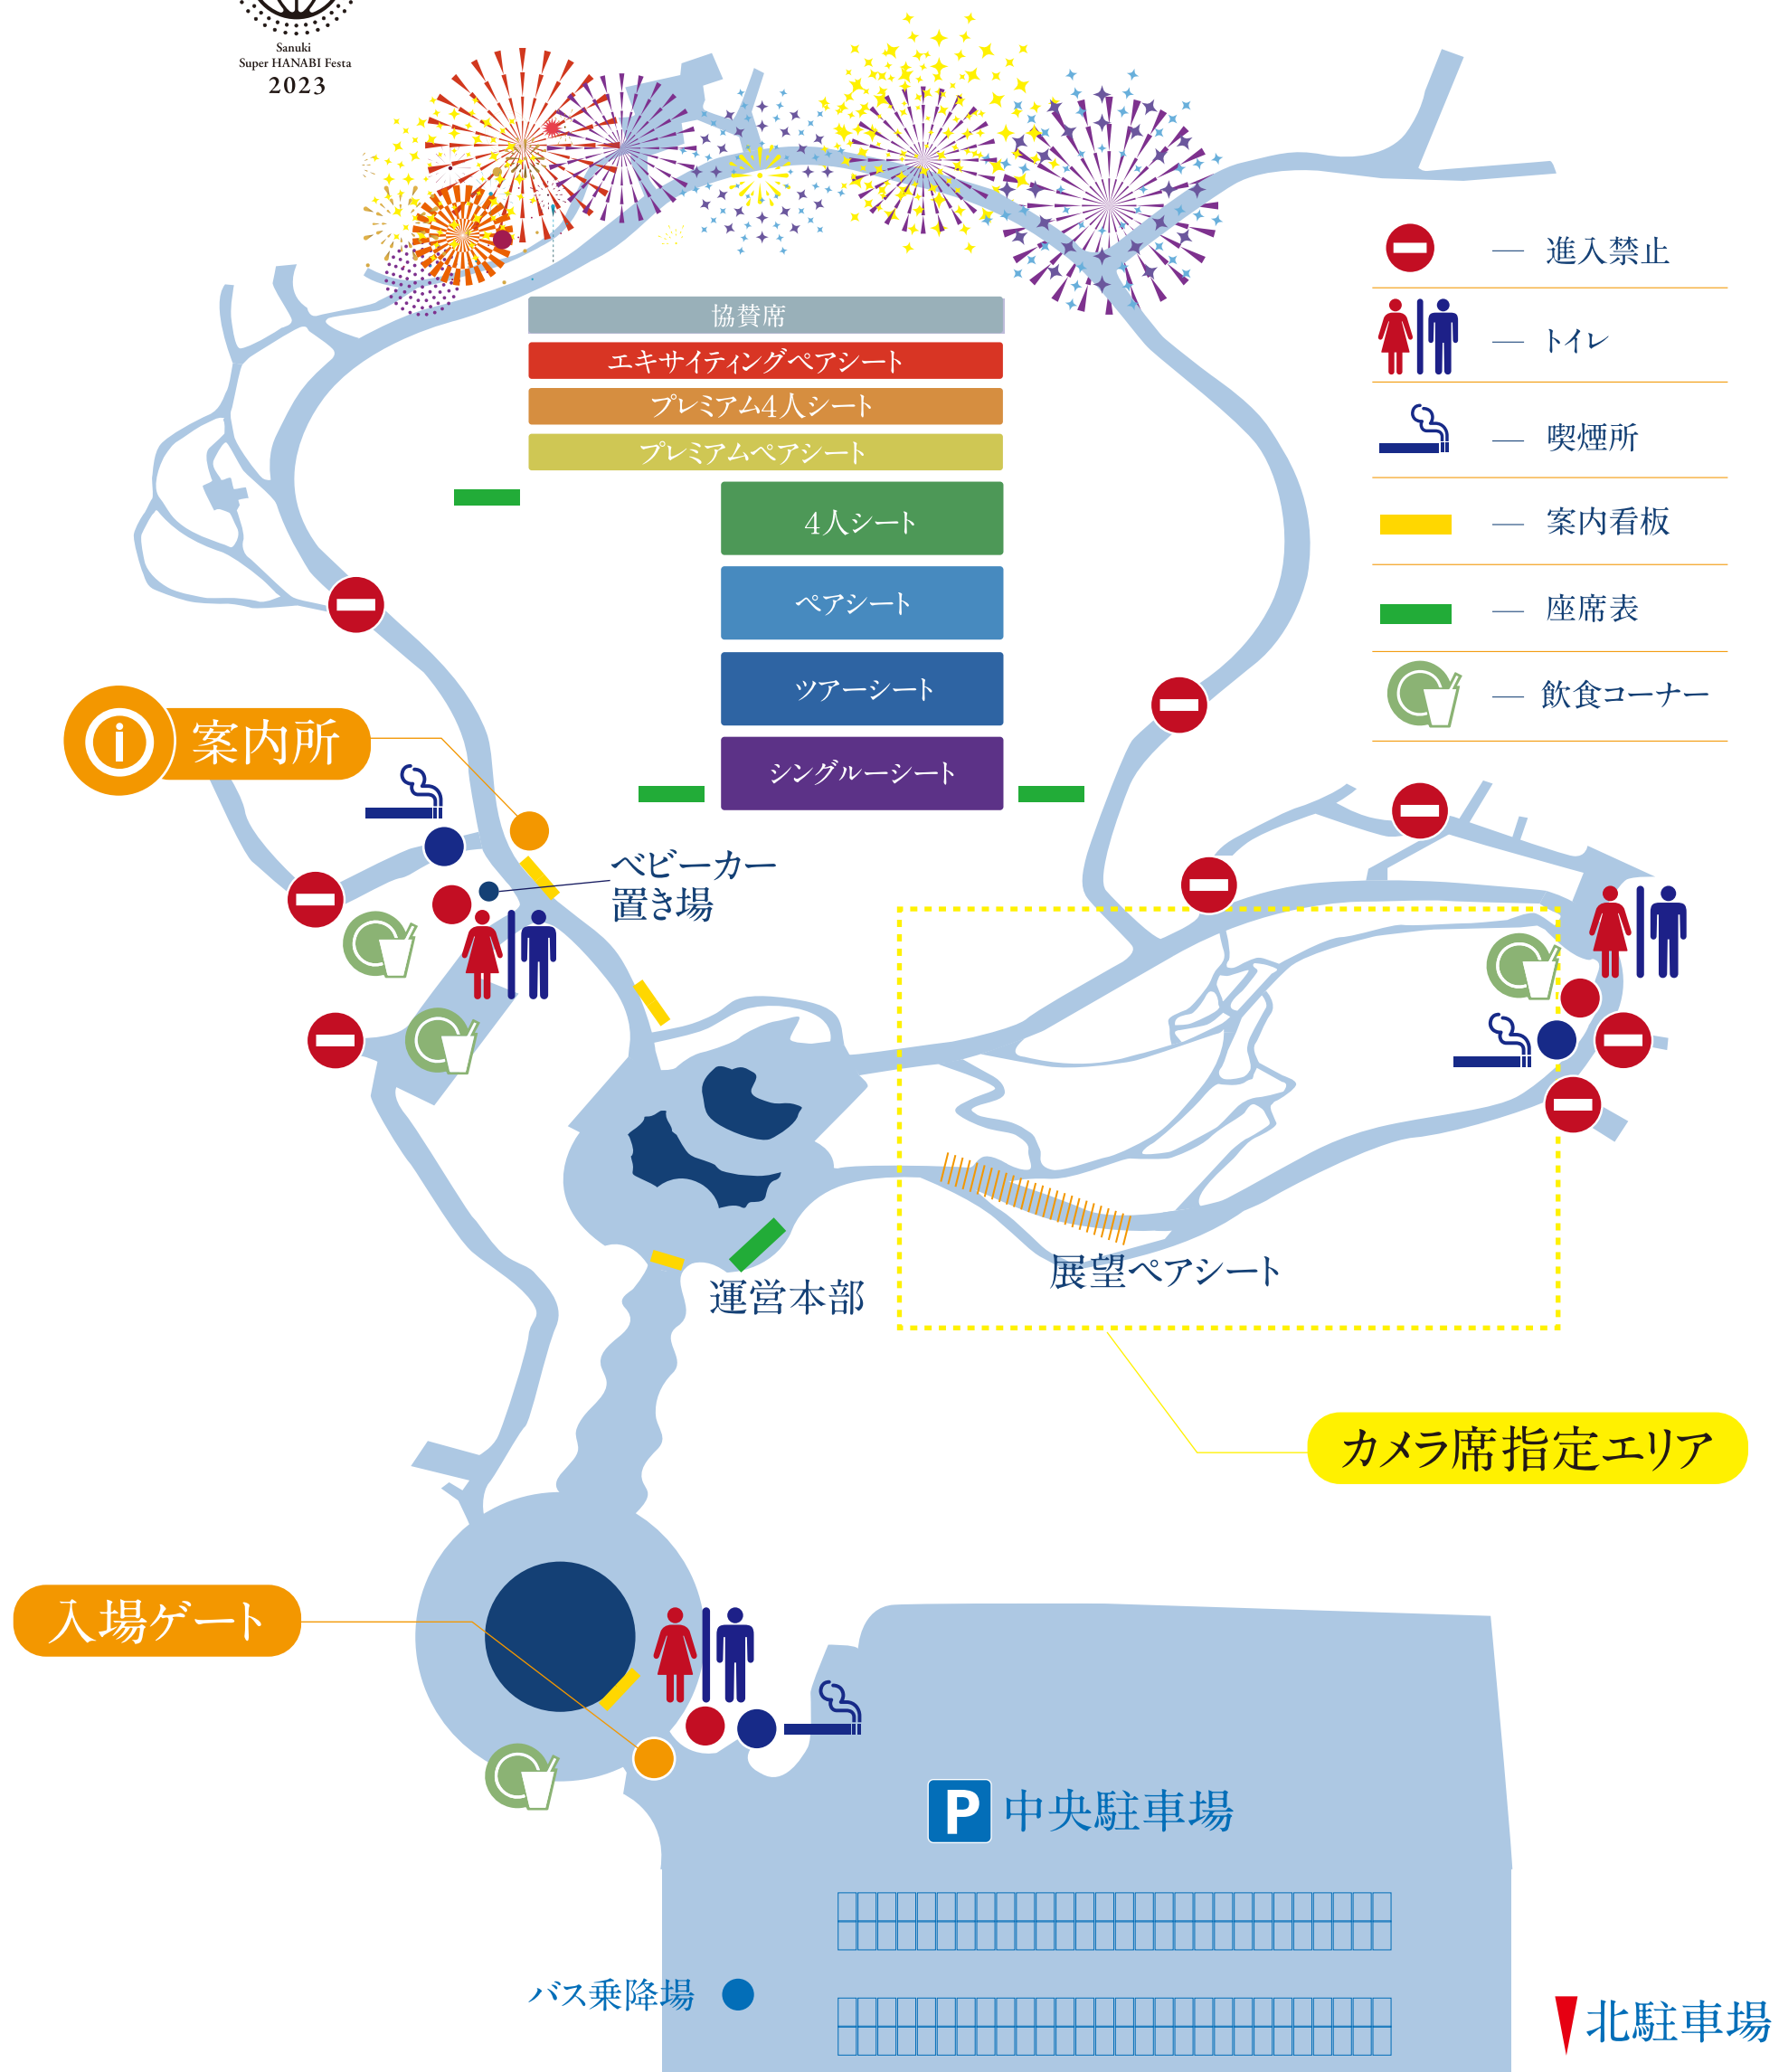 Sanuki
Super HANABI Festa
2023
協賛席
エキサイティングペアシート
プレミアム4人シート
プレミアムペアシート
4人シート
ペアシート
ツアーシート
シングルーシート
進入禁止
トイレ
喫煙所
案内看板
座席表
飲食コーナー
i 案内所
ベビーカー
置き場
運営本部
展望ペアシート
カメラ席指定エリア
入場ゲート
P 中央駐車場
バス乗降場
北駐車場